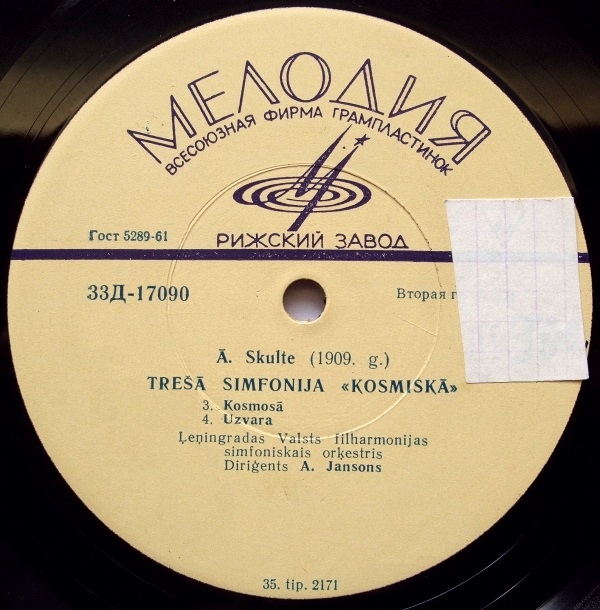 МЕЛОДИЯ
ВСЕСОЮЗНАЯ ФИРМА ГРАМПЛАСТИНОК
РИЖСКИЙ ЗАВОД
Гост 5289-61
33Д-17090
Вторая
Ā. Skulte (1909. g.)
TREŠĀ SIMFONIJA «KOSMISKĀ»
3. Kosmosā
4. Uzvara
Ļeņingradas Valsts filharmonijas
simfoniskais orķestris
Diriģents A. Jansons
35. tip. 2171